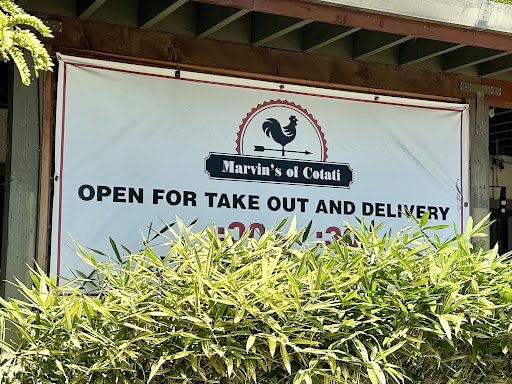 Marvin's of Cotati
OPEN FOR TAKE OUT AND DELIVERY